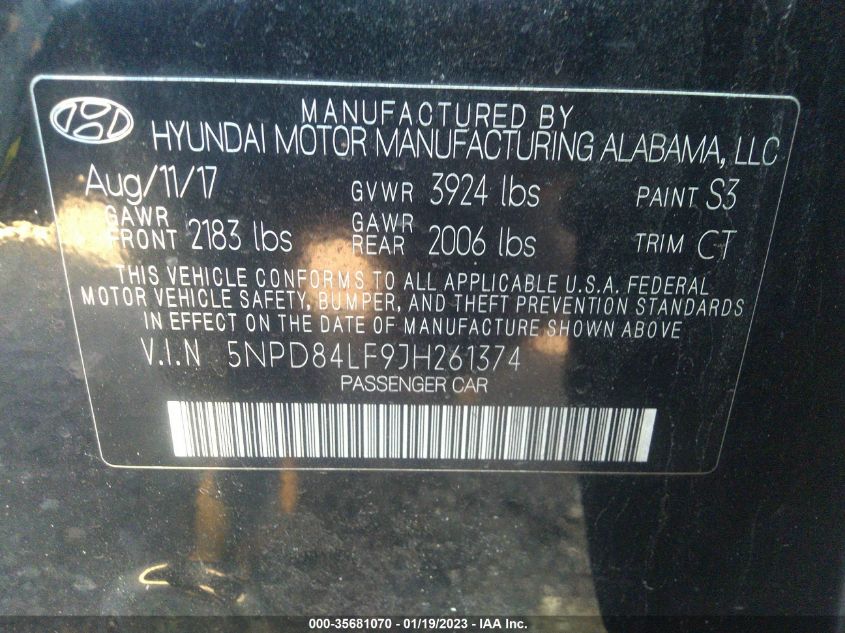 MANUFACTURED BY
HYUNDAI MOTOR MANUFACTURING ALABAMA, LLC
Aug/11/17 GVWR 3924 lbs PAINT S3
GAWR FRONT 2183 lbs GAWR REAR 2006 lbs TRIM CT
THIS VEHICLE CONFORMS TO ALL APPLICABLE U.S.A. FEDERAL
MOTOR VEHICLE SAFETY, BUMPER, AND THEFT PREVENTION STANDARDS
IN EFFECT ON THE DATE OF MANUFACTURE SHOWN ABOVE
V.I.N 5NPD84LF9JH261374
PASSENGER CAR
000-35681070 - 01/19/2023 - IAA Inc.